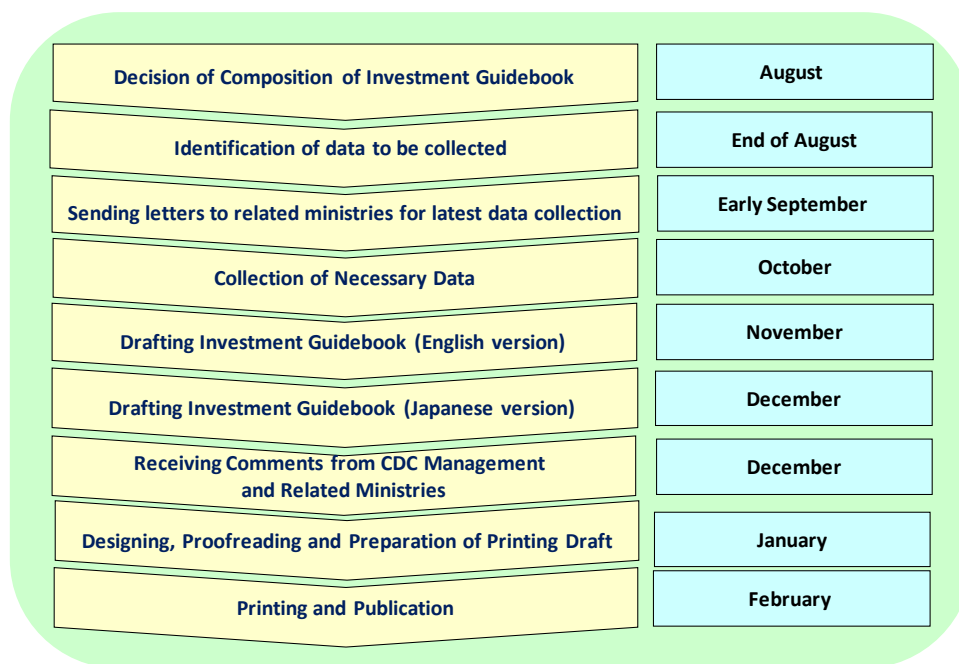 Decision of Composition of Investment Guidebook
August
Identification of data to be collected
End of August
Sending letters to related ministries for latest data collection
Early September
Collection of Necessary Data
October
Drafting Investment Guidebook (English version)
November
Drafting Investment Guidebook (Japanese version)
December
Receiving Comments from CDC Management
and Related Ministries
December
Designing, Proofreading and Preparation of Printing Draft
January
Printing and Publication
February